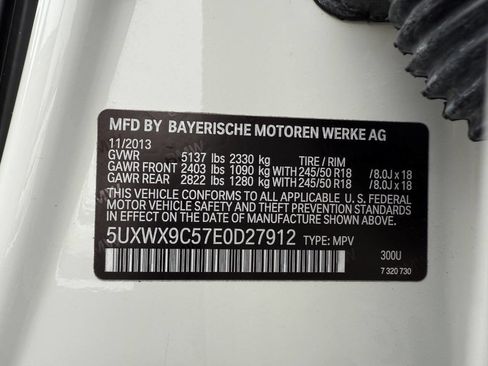 MFD BY BAYERISCHE MOTOREN WERKE AG
11/2013
GVWR 5137 lbs 2330 kg TIRE / RIM
GAWR FRONT 2403 lbs 1090 kg WITH 245/50 R18 / 8.0J x 18
GAWR REAR 2822 lbs 1280 kg WITH 245/50 R18 / 8.0J x 18
THIS VEHICLE CONFORMS TO ALL APPLICABLE U. S. FEDERAL
MOTOR VEHICLE SAFETY AND THEFT PREVENTION STANDARDS
IN EFFECT ON THE DATE OF MANUFACTURE SHOWN ABOVE.
5UXWX9C57E0D27912 TYPE: MPV
300U
7 320 730